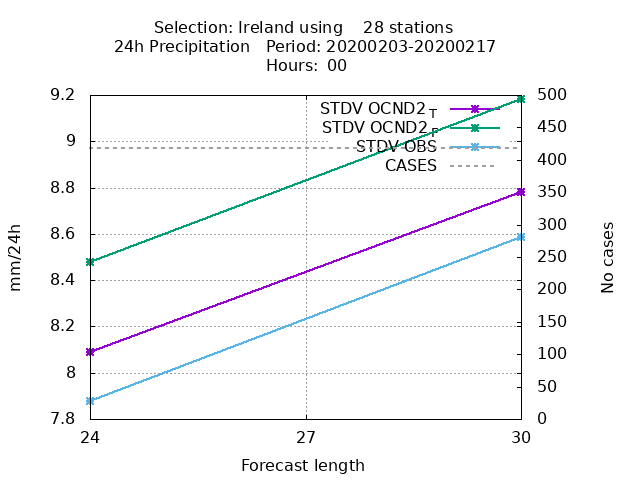 Selection: Ireland using 28 stations
24h Precipitation Period: 20200203-20200217
Hours: 00
9.2
9
8.8
8.6
8.4
8.2
8
7.8
mm/24h
STDV OCND2 T
STDV OCND2 F
STDV OBS
CASES
500
450
400
350
300
250
200
150
100
50
0
No cases
24
27
30
Forecast length